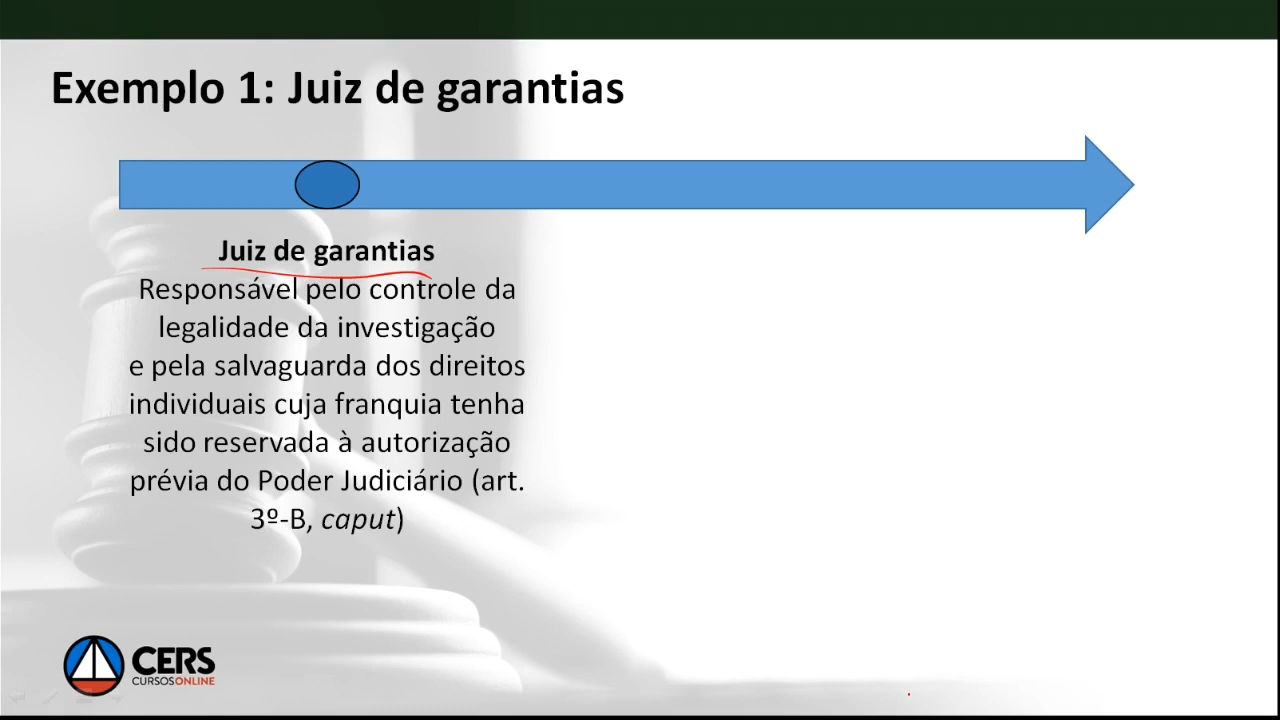 Exemplo 1: Juiz de garantias
Juiz de garantias
Responsável pelo controle da
legalidade da investigação
e pela salvaguarda dos direitos
individuais cuja franquia tenha
sido reservada à autorização
prévia do Poder Judiciário (art.
3º-B, caput)
CERS
CURSOSONLINE